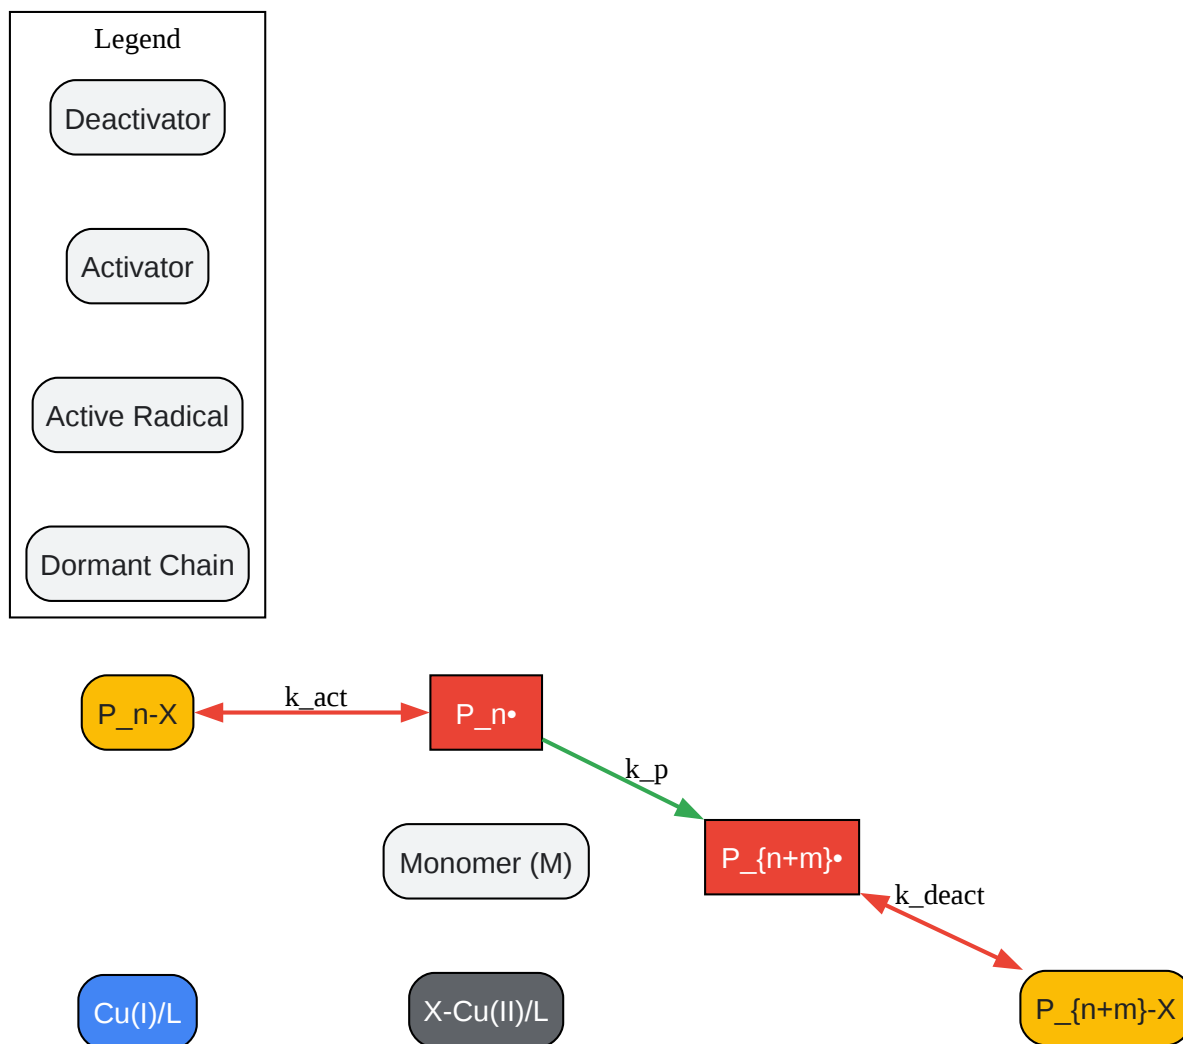 Legend
Deactivator
Activator
Active Radical
Dormant Chain
P_n-X
k_act
P_n•
k_p
Monomer (M)
P_{n+m}•
k_deact
Cu(I)/L
X-Cu(II)/L
P_{n+m}-X